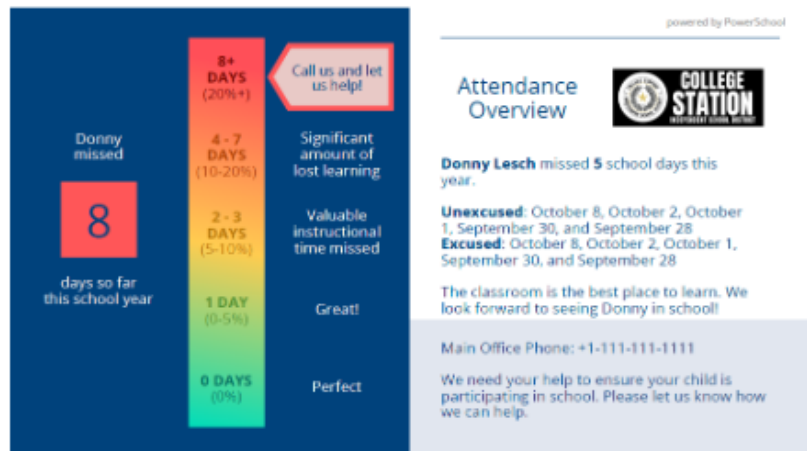 Donny
missed
8
days so far
this school year
8+
DAYS
(20%+)
Call us and let
us help!
4 - 7
DAYS
(10-20%)
Significant
amount of
lost learning
2 - 3
DAYS
(5-10%)
Valuable
instructional
time missed
1 DAY
(0-5%)
Great!
0 DAYS
(0%)
Perfect
powered by PowerSchool
Attendance
Overview
COLLEGE
STATION
INDEPENDENT SCHOOL DISTRICT
Donny Lesch missed 5 school days this
year.
Unexcused: October 8, October 2, October
1, September 30, and September 28
Excused: October 8, October 2, October 1,
September 30, and September 28
The classroom is the best place to learn. We
look forward to seeing Donny in school!
Main Office Phone: +1-111-111-1111
We need your help to ensure your child is
participating in school. Please let us know how
we can help.